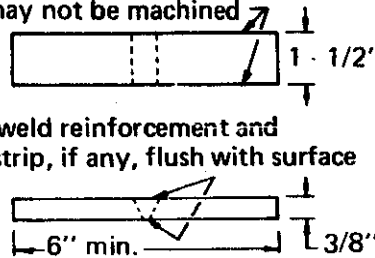 may not be machined
1 - 1/2"
weld reinforcement and
strip, if any, flush with surface
6" min.
3/8"